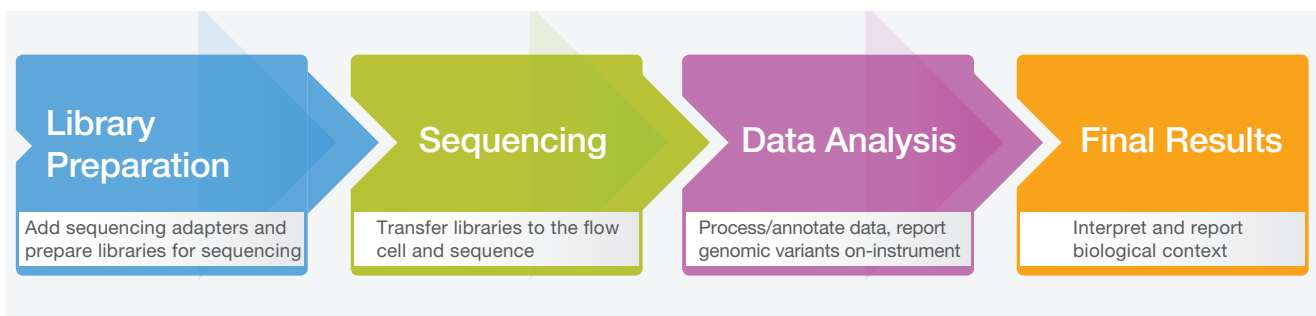 Library
Preparation
Add sequencing adapters and
prepare libraries for sequencing
Sequencing
Transfer libraries to the flow
cell and sequence
Data Analysis
Process/annotate data, report
genomic variants on-instrument
Final Results
Interpret and report
biological context